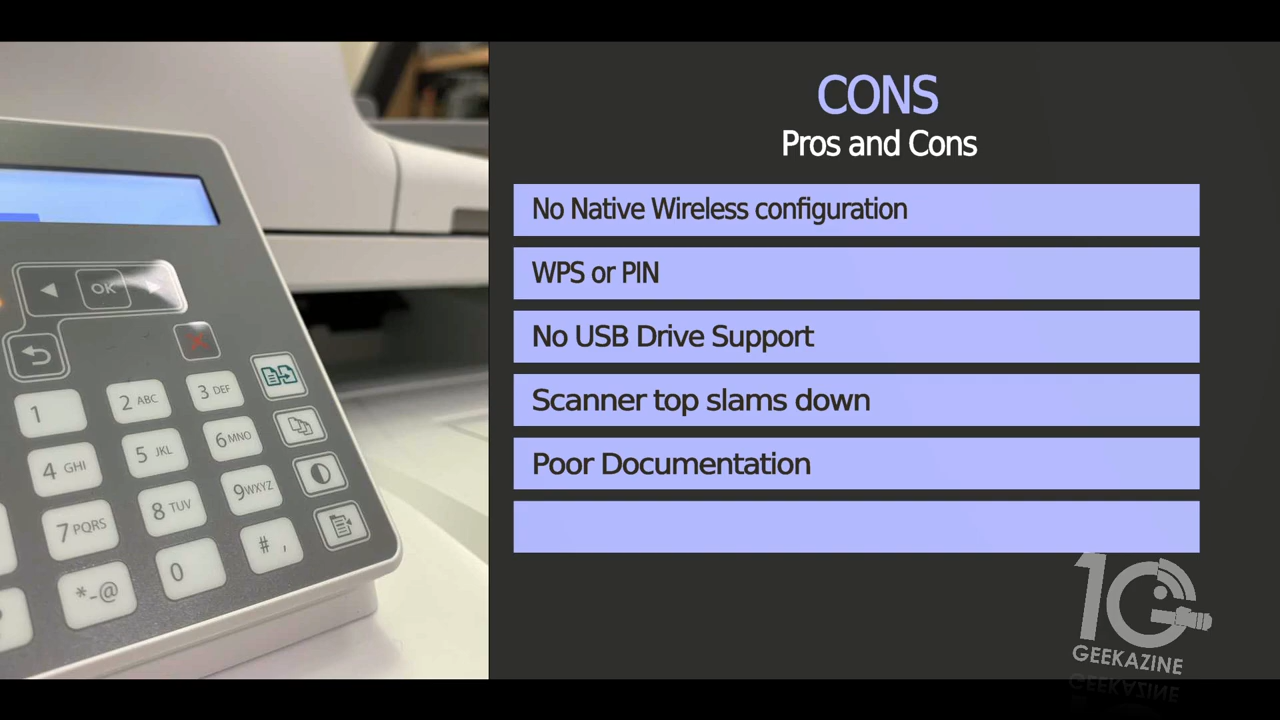 CONS
Pros and Cons
No Native Wireless configuration
WPS or PIN
No USB Drive Support
Scanner top slams down
Poor Documentation
OK
1
2 ABC
3 DEF
4 GHI
5 JKL
6 MNO
7 PQRS
8 TUV
9 WXYZ
*-@
0
# ,
10
GEEKAZINE